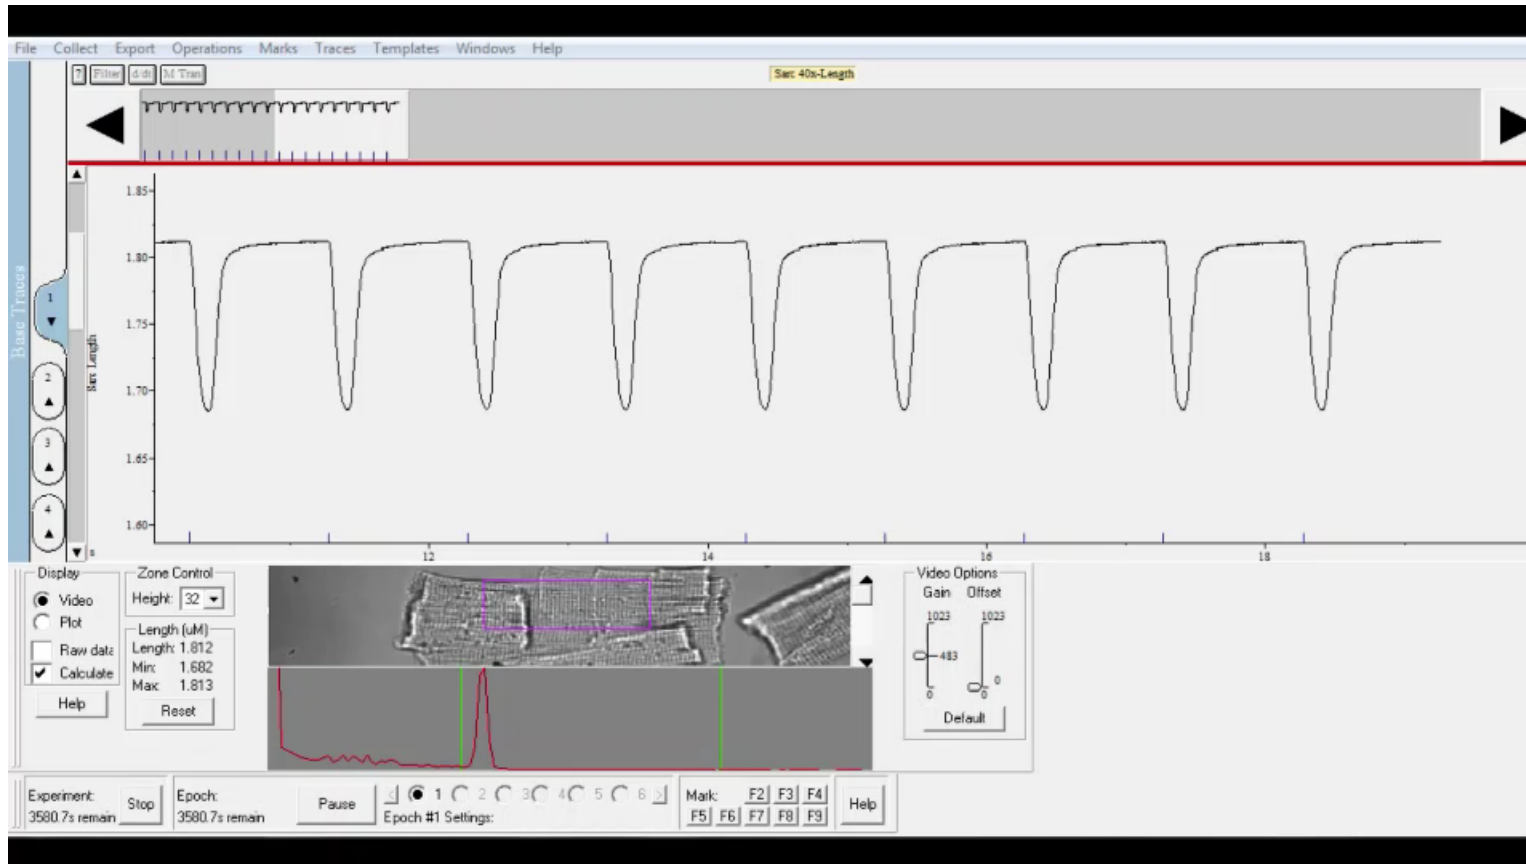 File Collect Export Operations Marks Traces Templates Windows Help
? Filter d/dt M Tran
Sarc 40x-Length
Base Traces
1
2
3
4
Sarc Length
1.85
1.80
1.75
1.70
1.65
1.60
s
12 14 16 18
Display
Video
Plot
Raw data
Calculate
Help
Zone Control
Height: 32
Length (uM)
Length: 1.812
Min: 1.682
Max: 1.813
Reset
Video Options
Gain Offset
1023 1023
483
0 0
0
Default
Experiment:
3580.7s remain
Stop
Epoch:
3580.7s remain
Pause
< 1 2 3 4 5 6 >
Epoch #1 Settings:
Mark: F2 F3 F4
F5 F6 F7 F8 F9
Help